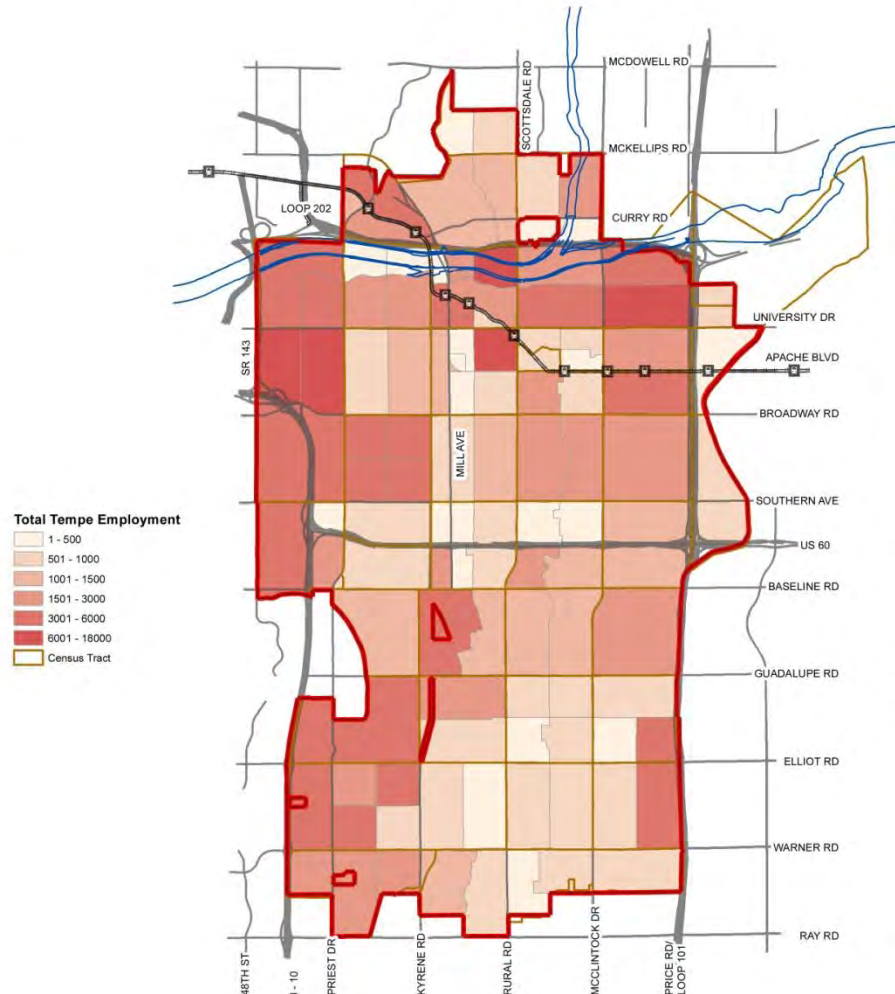 MCDOWELL RD
SCOTTSDALE RD
MCKELLIPS RD
LOOP 202
CURRY RD
UNIVERSITY DR
SR 143
APACHE BLVD
BROADWAY RD
MILL AVE
SOUTHERN AVE
US 60
BASELINE RD
GUADALUPE RD
ELLIOT RD
WARNER RD
RAY RD
Total Tempe Employment
1 - 500
501 - 1000
1001 - 1500
1501 - 3000
3001 - 6000
6001 - 18000
Census Tract
48TH ST
I - 10
PRIEST DR
KYRENE RD
RURAL RD
MCCLINTOCK DR
PRICE RD/
LOOP 101